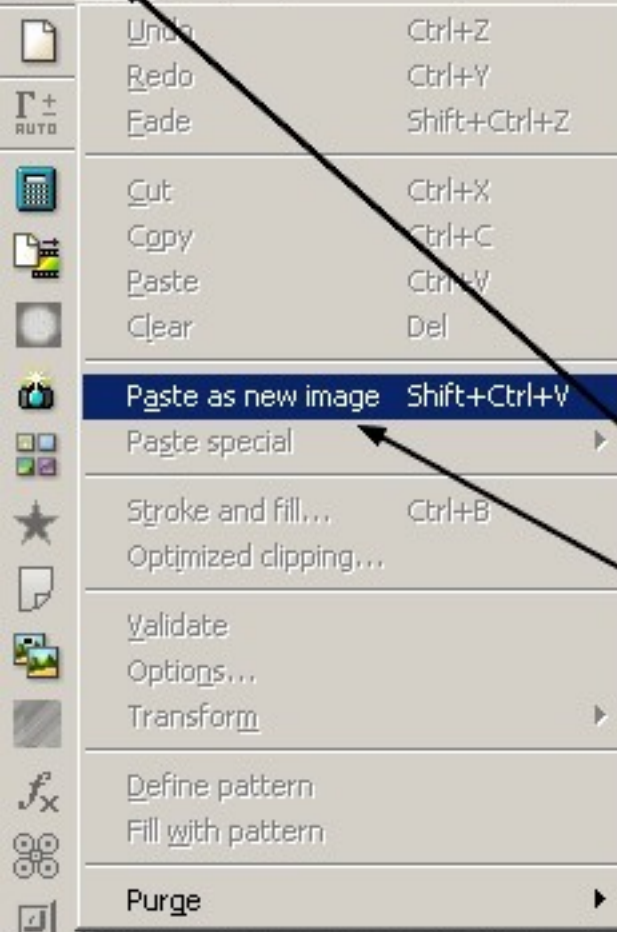 Undo Ctrl+Z
Redo Ctrl+Y
Fade Shift+Ctrl+Z
Γ± AUTO
Cut Ctrl+X
Copy Ctrl+C
Paste Ctrl+V
Clear Del
Paste as new image Shift+Ctrl+V
Paste special
Stroke and fill... Ctrl+B
Optimized clipping...
Validate
Options...
Transform
fx
Define pattern
Fill with pattern
Purge